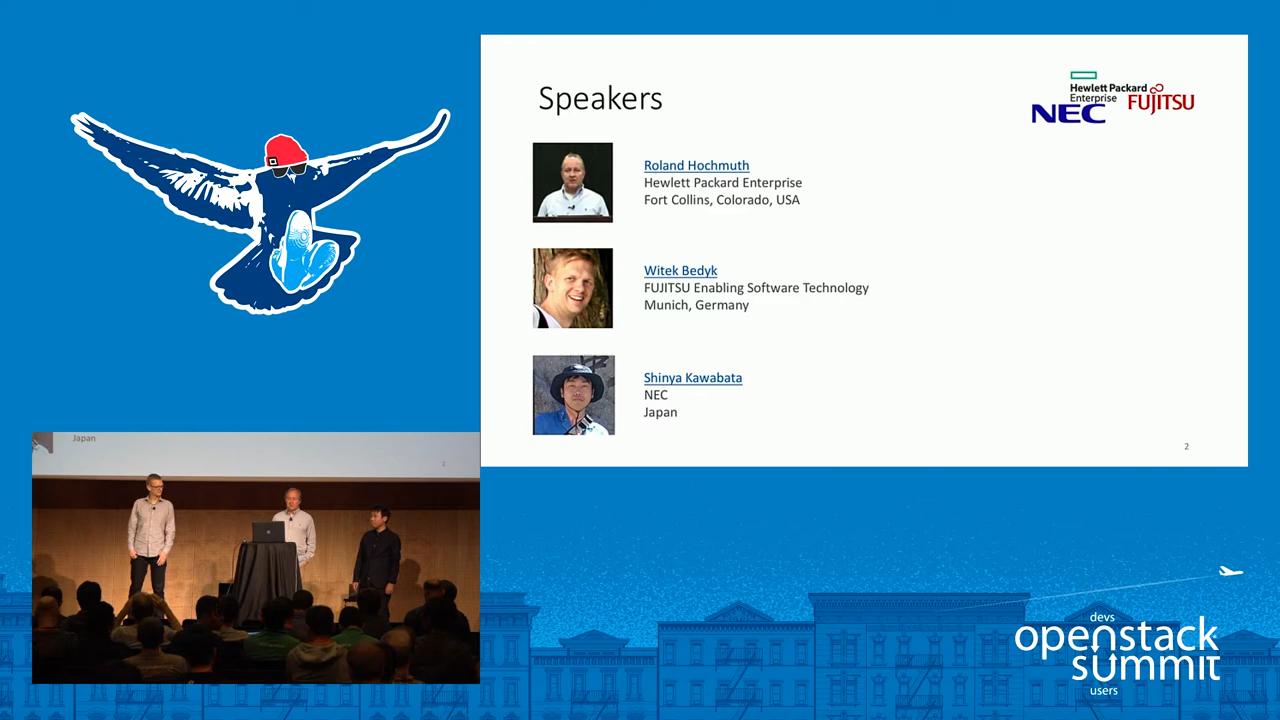 Speakers
Hewlett Packard
Enterprise
NEC
FUJITSU
Roland Hochmuth
Hewlett Packard Enterprise
Fort Collins, Colorado, USA
Witek Bedyk
FUJITSU Enabling Software Technology
Munich, Germany
Shinya Kawabata
NEC
Japan
2
Japan
2
devs
openstack
summit
users